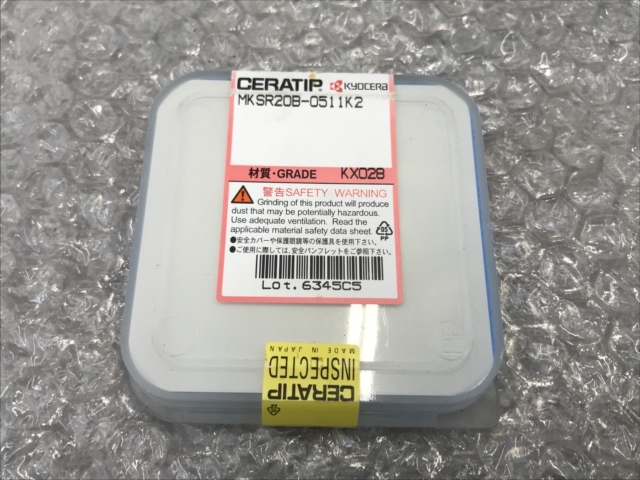 CERATIP® KYOCERA
MKSR20B-0511K2
材質・GRADE KX028
警告SAFETY WARNING
Grinding of this product will produce
dust that may be potentially hazardous.
Use adequate ventilation. Read the
applicable material safety data sheet.
05
PP
●安全カバーや保護眼鏡等の保護具を使用下さい。
●ご使用に際しては、安全パンフレットをご参照下さい。
Lot.6345C5
CERATIP
INSPECTED
MADE IN JAPAN